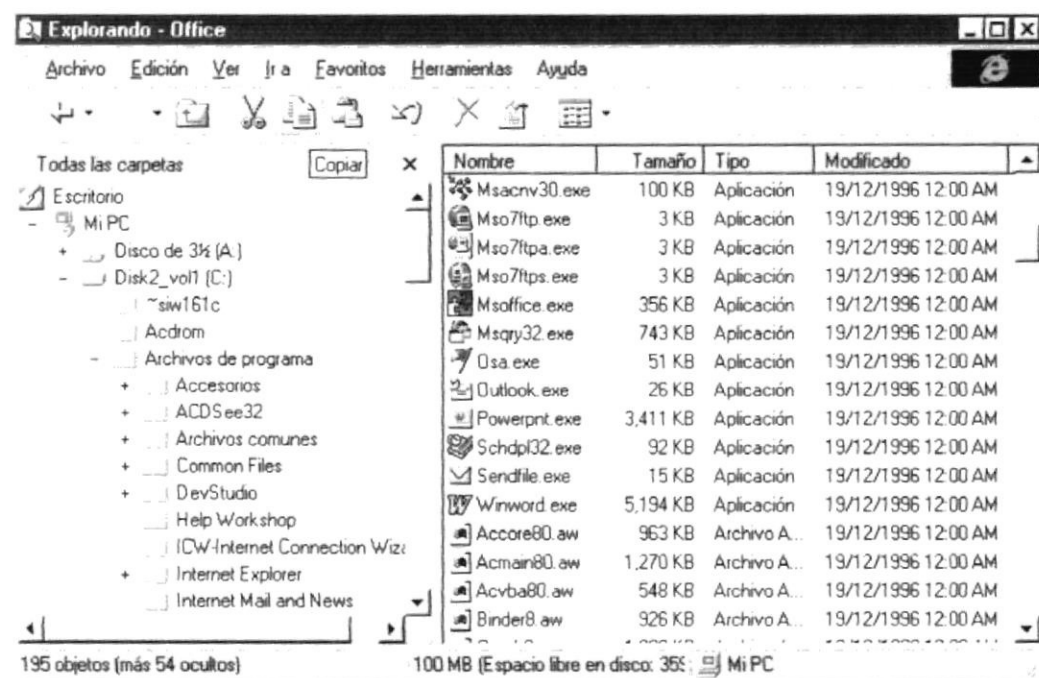 Explorando - Office
Archivo Edición Ver Ir a Favoritos Herramientas Ayuda
Todas las carpetas Copiar
Escritorio
Mi PC
Disco de 3½ (A:)
Disk2_vol1 (C:)
~siw161c
Acdrom
Archivos de programa
Accesorios
ACDSee32
Archivos comunes
Common Files
DevStudio
Help Workshop
ICW-Internet Connection Wiza
Internet Explorer
Internet Mail and News
Nombre Tamaño Tipo Modificado
Msacnv30.exe 100 KB Aplicación 19/12/1996 12:00 AM
Mso7ftp.exe 3 KB Aplicación 19/12/1996 12:00 AM
Mso7ftpa.exe 3 KB Aplicación 19/12/1996 12:00 AM
Mso7ftps.exe 3 KB Aplicación 19/12/1996 12:00 AM
Msoffice.exe 356 KB Aplicación 19/12/1996 12:00 AM
Msqry32.exe 743 KB Aplicación 19/12/1996 12:00 AM
Osa.exe 51 KB Aplicación 19/12/1996 12:00 AM
Outlook.exe 26 KB Aplicación 19/12/1996 12:00 AM
Powerpnt.exe 3,411 KB Aplicación 19/12/1996 12:00 AM
Schdpl32.exe 92 KB Aplicación 19/12/1996 12:00 AM
Sendfile.exe 15 KB Aplicación 19/12/1996 12:00 AM
Winword.exe 5,194 KB Aplicación 19/12/1996 12:00 AM
Accore80.aw 963 KB Archivo A... 19/12/1996 12:00 AM
Acmain80.aw 1,270 KB Archivo A... 19/12/1996 12:00 AM
Acvba80.aw 548 KB Archivo A... 19/12/1996 12:00 AM
Binder8.aw 926 KB Archivo A... 19/12/1996 12:00 AM
195 objetos (más 54 ocultos) 100 MB (Espacio libre en disco: 359 Mi PC